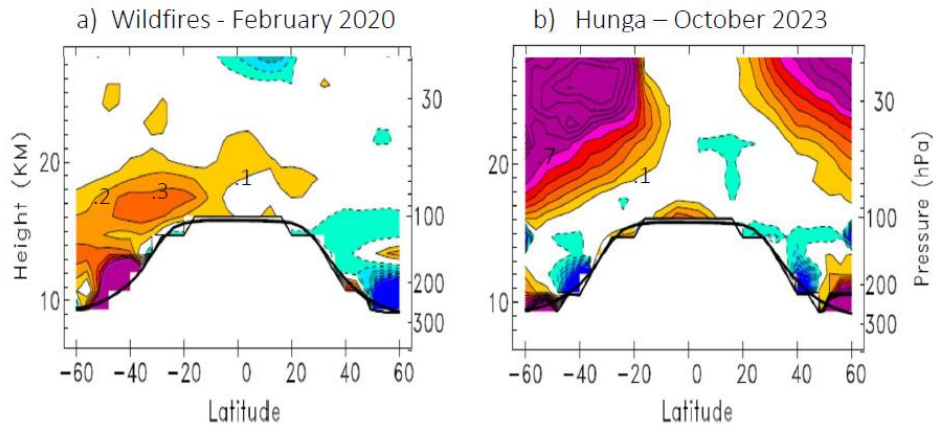 a) Wildfires - February 2020
b) Hunga – October 2023
Height (KM)
20
10
.2
.3
.1
30
100
200
300
-60 -40 -20 0 20 40 60
Latitude
.7
.1
30
100
200
300
Pressure (hPa)
-60 -40 -20 0 20 40 60
Latitude